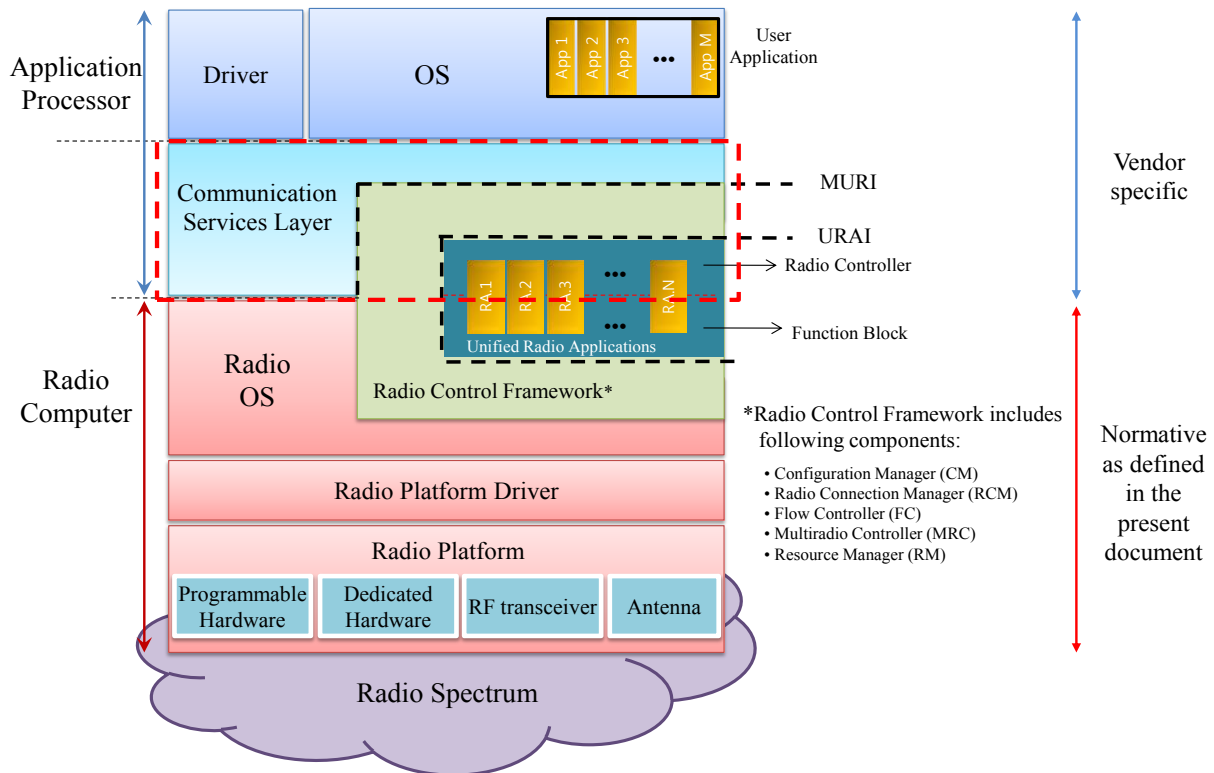 Application
Processor
Driver
OS
App 1
App 2
App 3
•••
App M
User
Application
Communication
Services Layer
MURI
URAI
Radio Controller
Function Block
RA.1
RA.2
RA.3
•••
•••
RA.N
Unified Radio Applications
Radio Control Framework*
Vendor
specific
Radio
Computer
Radio
OS
Radio Platform Driver
Radio Platform
Programmable
Hardware
Dedicated
Hardware
RF transceiver
Antenna
Radio Spectrum
*Radio Control Framework includes
following components:
• Configuration Manager (CM)
• Radio Connection Manager (RCM)
• Flow Controller (FC)
• Multiradio Controller (MRC)
• Resource Manager (RM)
Normative
as defined
in the
present
document